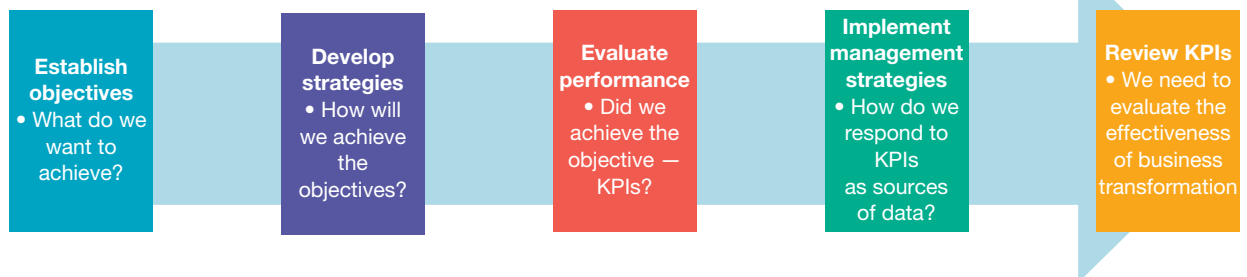 Establish
objectives
• What do we
want to
achieve?
Develop
strategies
• How will
we achieve
the
objectives?
Evaluate
performance
• Did we
achieve the
objective —
KPIs?
Implement
management
strategies
• How do we
respond to
KPIs
as sources
of data?
Review KPIs
• We need to
evaluate the
effectiveness
of business
transformation